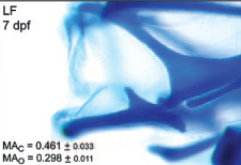 LF
7 dpf
MAC = 0.461 ± 0.033
MAO = 0.298 ± 0.011